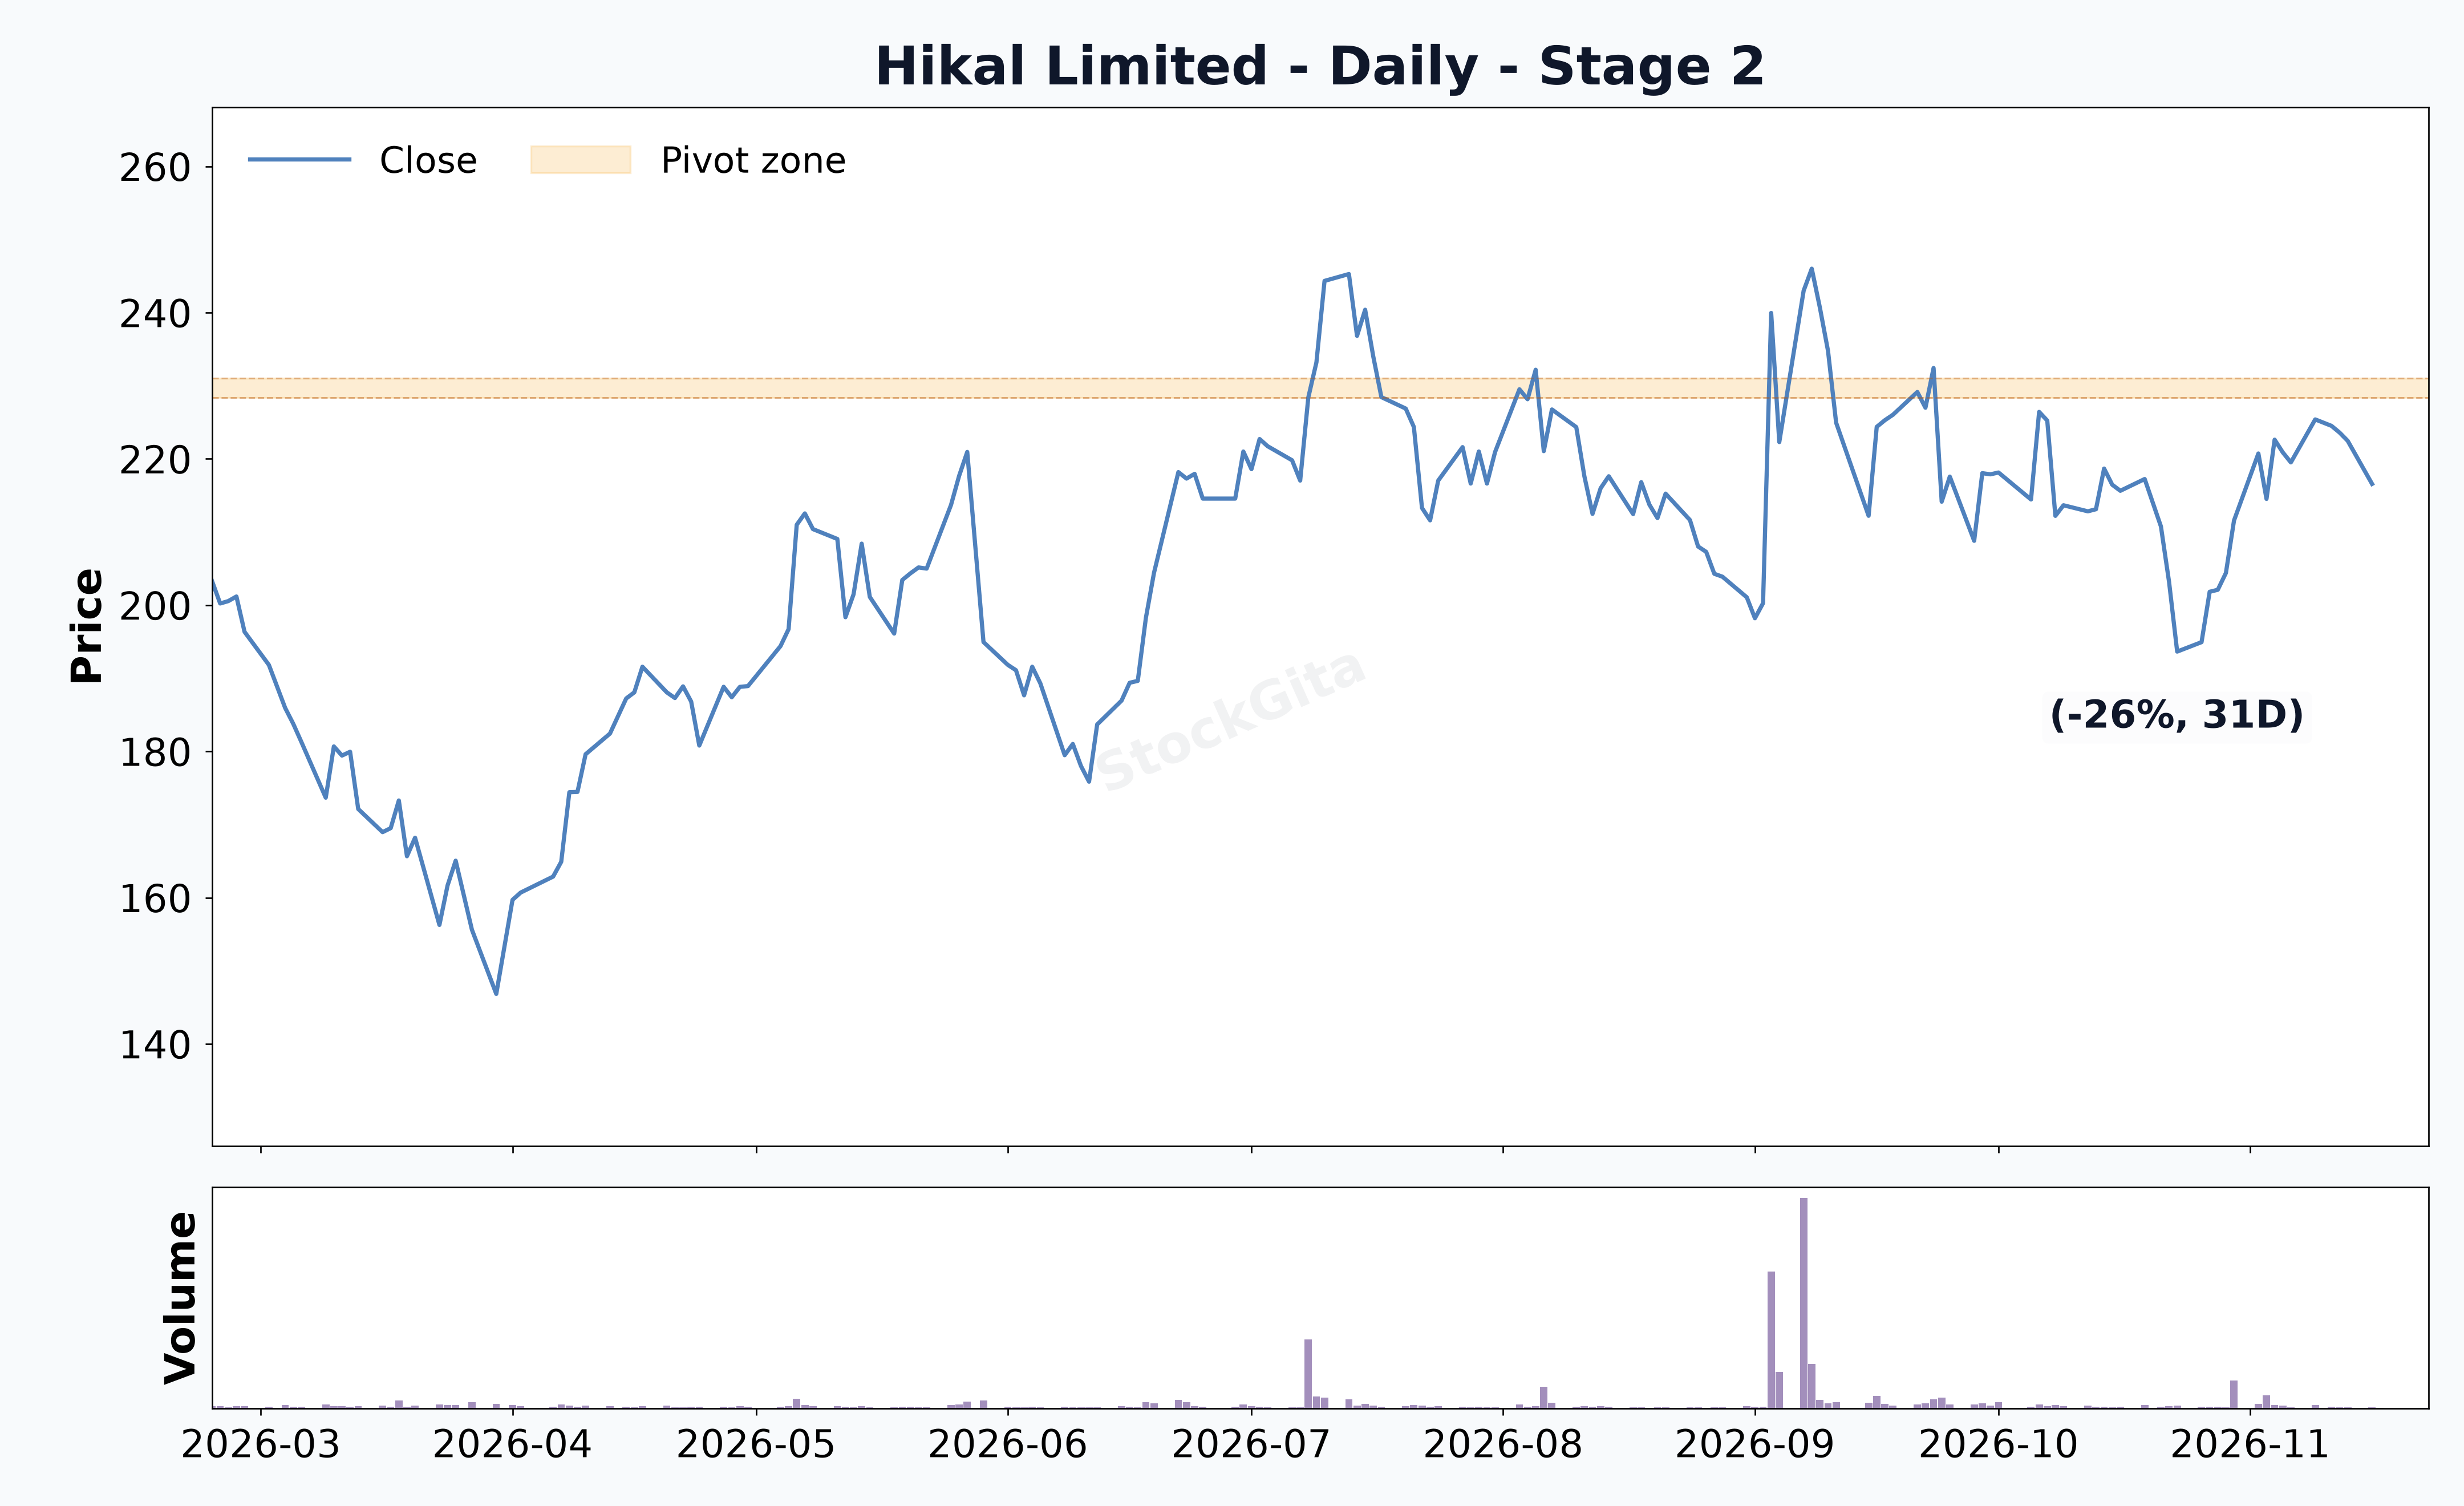 Hikal Limited - Daily - Stage 2
Close
Pivot zone
260
240
220
200
180
160
140
Price
StockGita
(-26%, 31D)
Volume
2026-03
2026-04
2026-05
2026-06
2026-07
2026-08
2026-09
2026-10
2026-11